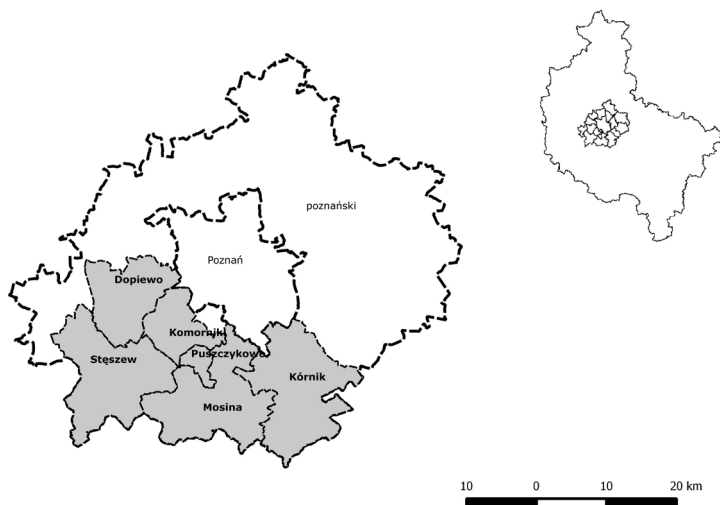 poznański
Poznań
Dopiewo
Komorniki
Puszczykowo
Stęszew
Kórnik
Mosina
10 0 10 20 km